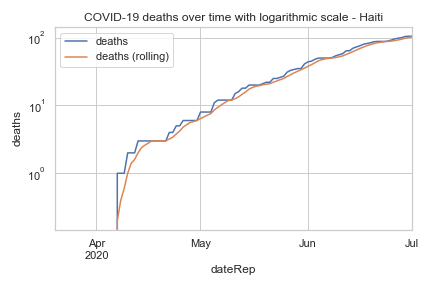 COVID-19 deaths over time with logarithmic scale - Haiti
deaths
deaths (rolling)
10²
10¹
10⁰
deaths
Apr
2020
May
Jun
Jul
dateRep